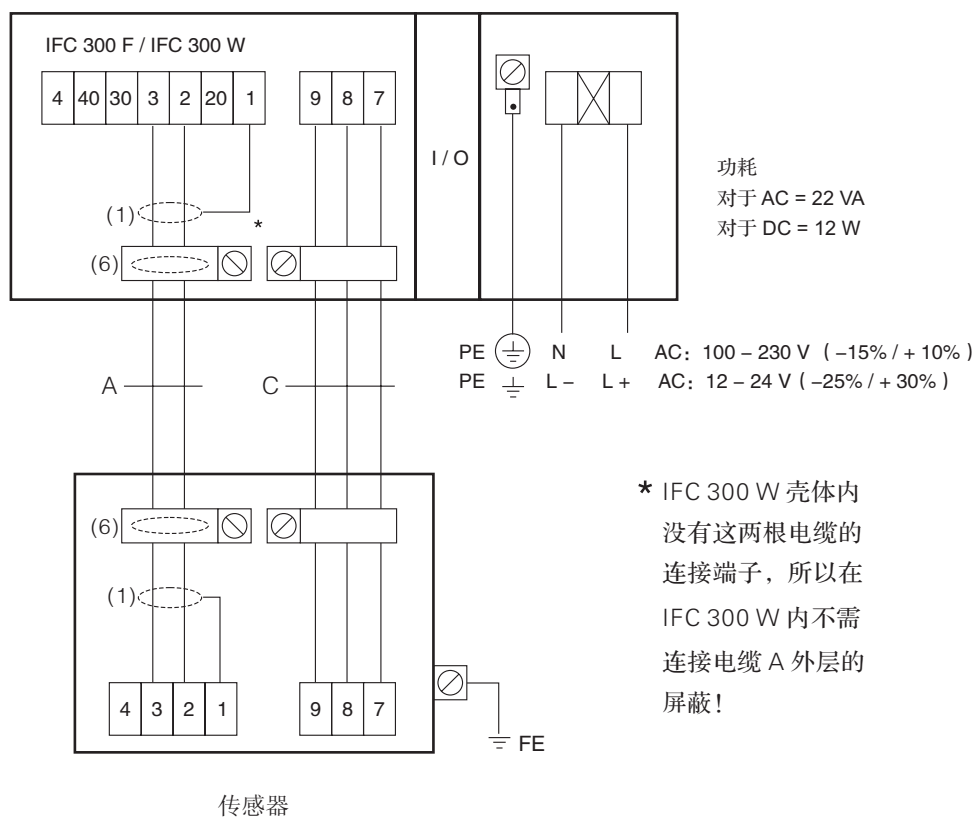 IFC 300 F / IFC 300 W
4 40 30 3 2 20 1
9 8 7
I / O
(1)
*
(6)
功耗
对于 AC = 22 VA
对于 DC = 12 W
PE N L AC: 100 – 230 V (–15% / + 10%)
PE L – L + AC: 12 – 24 V (–25% / + 30%)
A
C
(6)
(1)
4 3 2 1
9 8 7
FE
传感器
* IFC 300 W 壳体内
没有这两根电缆的
连接端子，所以在
IFC 300 W 内不需
连接电缆 A 外层的
屏蔽！